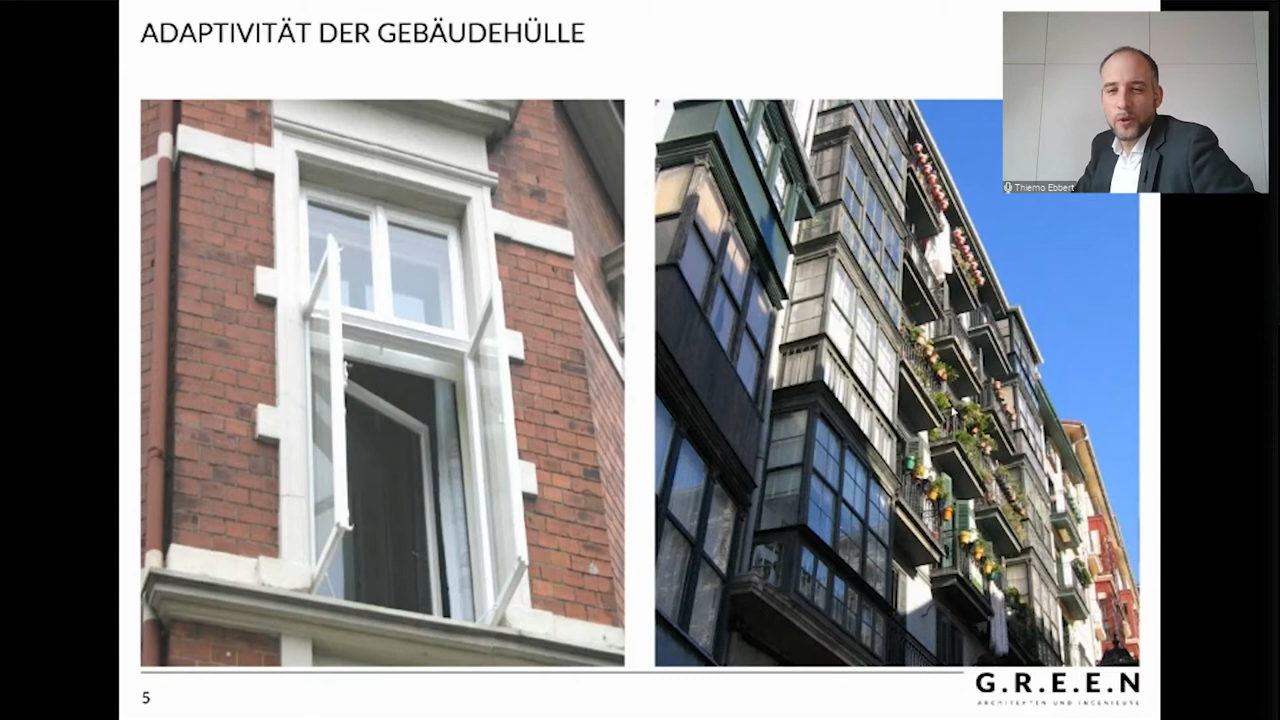 ADAPTIVITÄT DER GEBÄUDEHÜLLE
Thiemo Ebbert
5
G.R.E.E.N
ARCHITEKTEN UND INGENIEURE